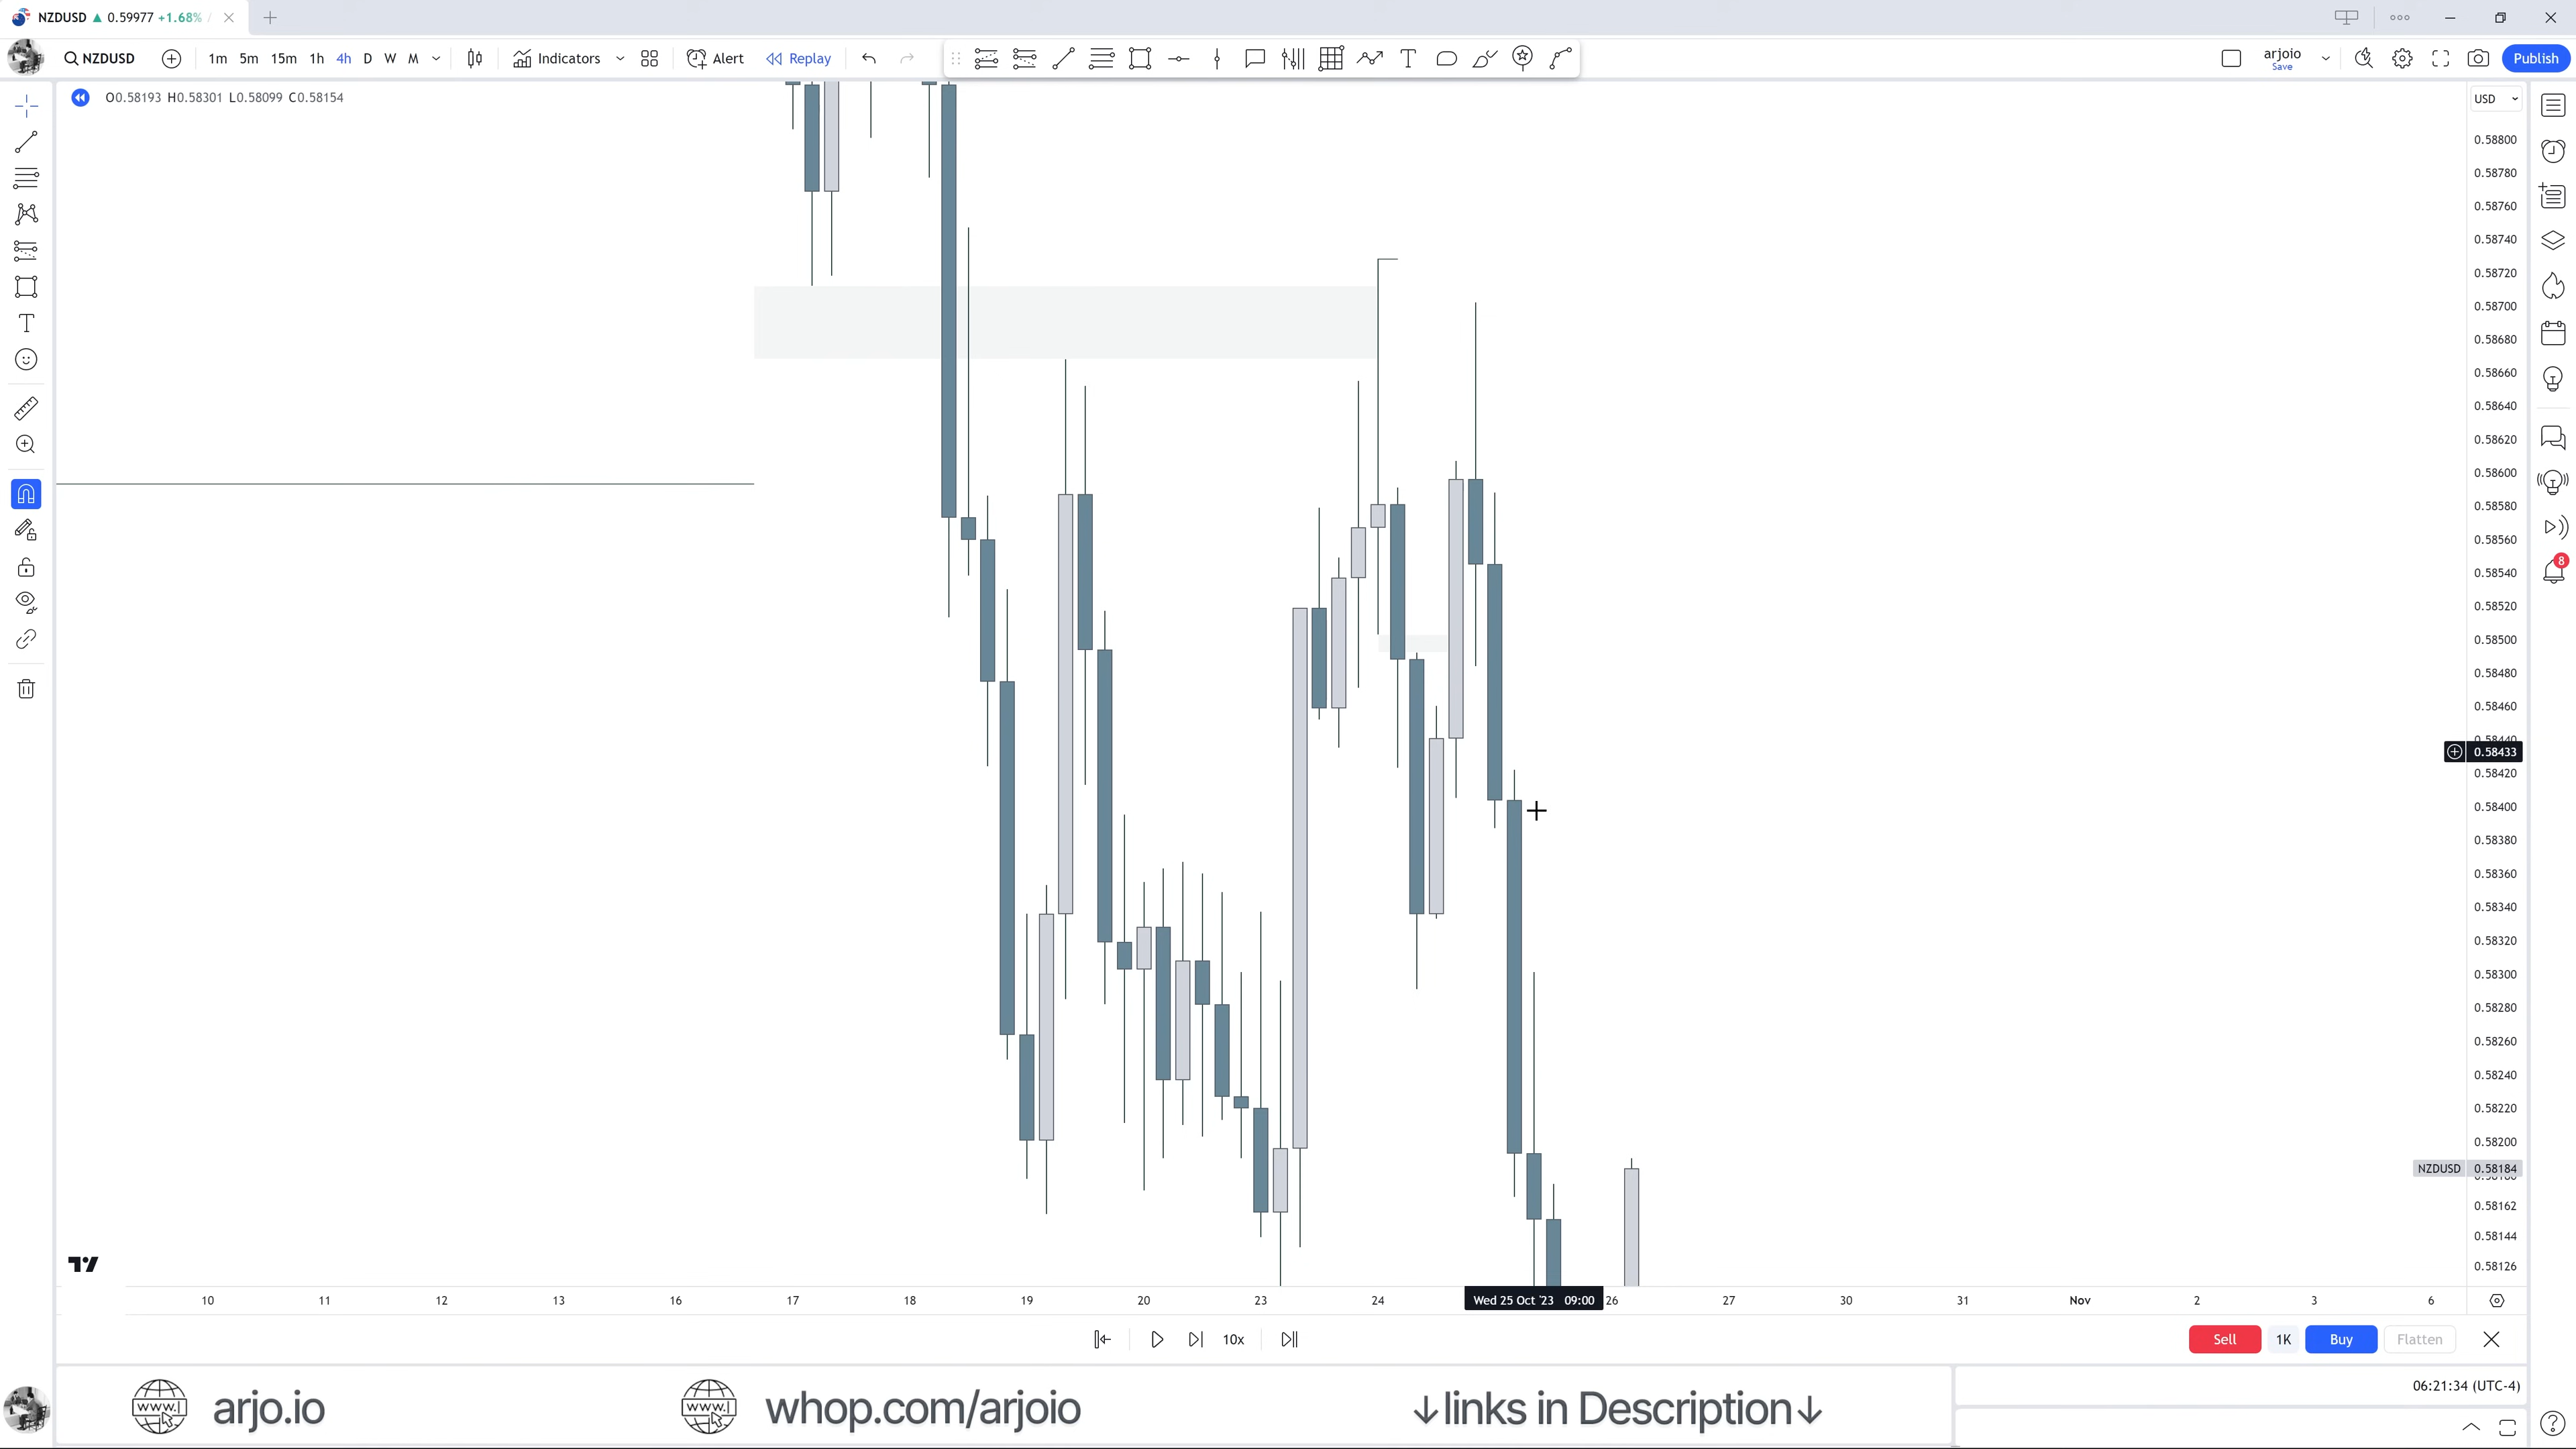 NZDUSD ▲ 0.59977 +1.68% /
NZDUSD
1m 5m 15m 1h 4h D W M
Indicators
Alert
Replay
arjoio
Save
Publish
O0.58193 H0.58301 L0.58099 C0.58154
USD
0.58800
0.58780
0.58760
0.58740
0.58720
0.58700
0.58680
0.58660
0.58640
0.58620
0.58600
0.58580
0.58560
0.58540
8
0.58520
0.58500
0.58480
0.58460
0.58440
0.58433
0.58420
0.58400
0.58380
0.58360
0.58340
0.58320
0.58300
0.58280
0.58260
0.58240
0.58220
0.58200
NZDUSD 0.58184
0.58162
0.58144
0.58126
10 11 12 13 16 17 18 19 20 23 24 Wed 25 Oct '23 09:00 26 27 30 31 Nov 2 3 6
10x
Sell 1K Buy Flatten
06:21:34 (UTC-4)
www.
arjo.io
www.
whop.com/arjoio
↓links in Description↓